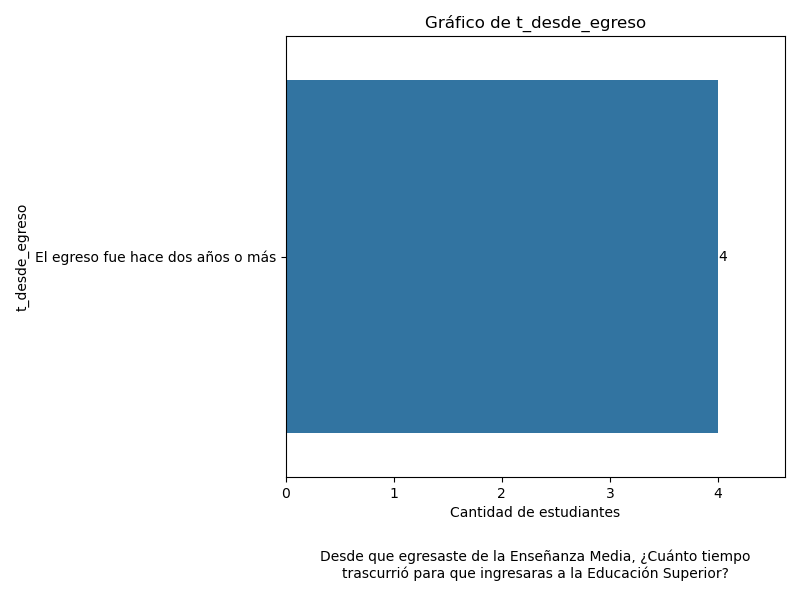 Gráfico de t_desde_egreso
t_desde_egreso
El egreso fue hace dos años o más
4
0 1 2 3 4
Cantidad de estudiantes
Desde que egresaste de la Enseñanza Media, ¿Cuánto tiempo
trascurrió para que ingresaras a la Educación Superior?